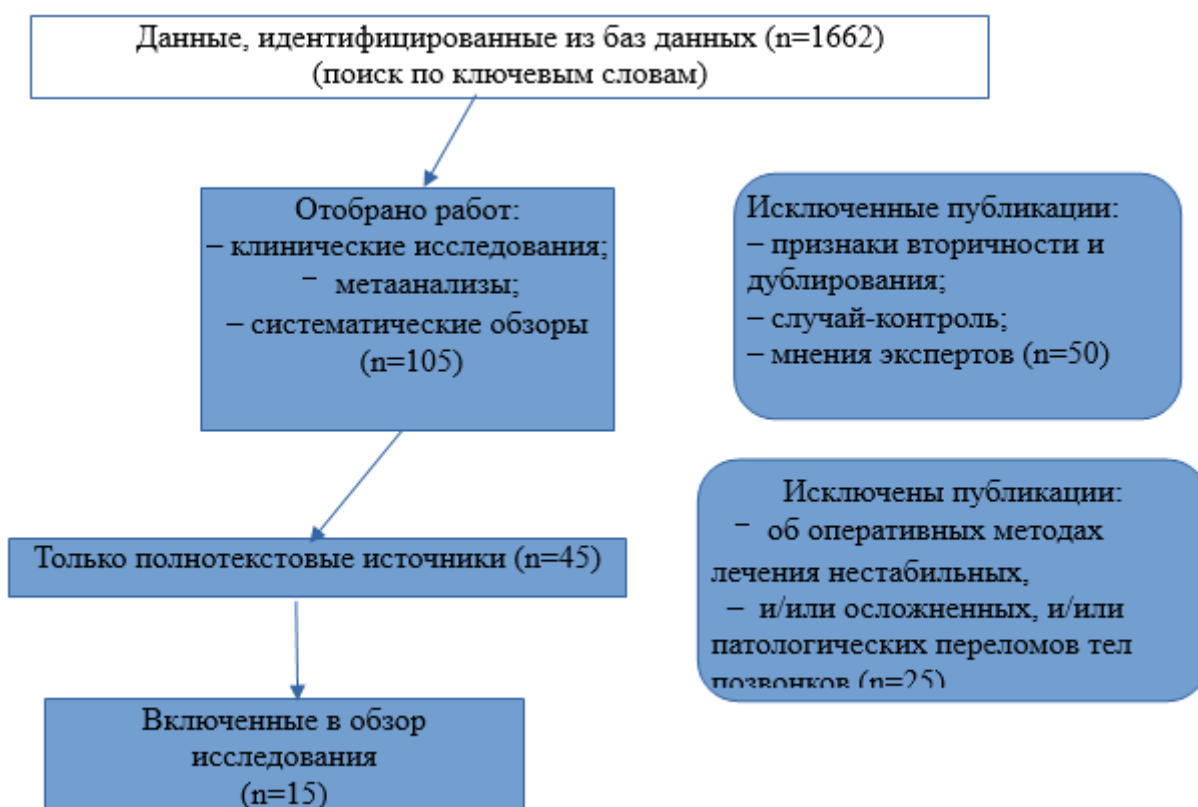 Данные, идентифицированные из баз данных (n=1662)
(поиск по ключевым словам)
Отобрано работ:
– клинические исследования;
– метаанализы;
– систематические обзоры
(n=105)
Исключенные публикации:
– признаки вторичности и
дублирования;
– случай-контроль;
– мнения экспертов (n=50)
Исключены публикации:
– об оперативных методах
лечения нестабильных,
– и/или осложненных, и/или
патологических переломов тел
позвонков (n=25)
Только полнотекстовые источники (n=45)
Включенные в обзор
исследования
(n=15)